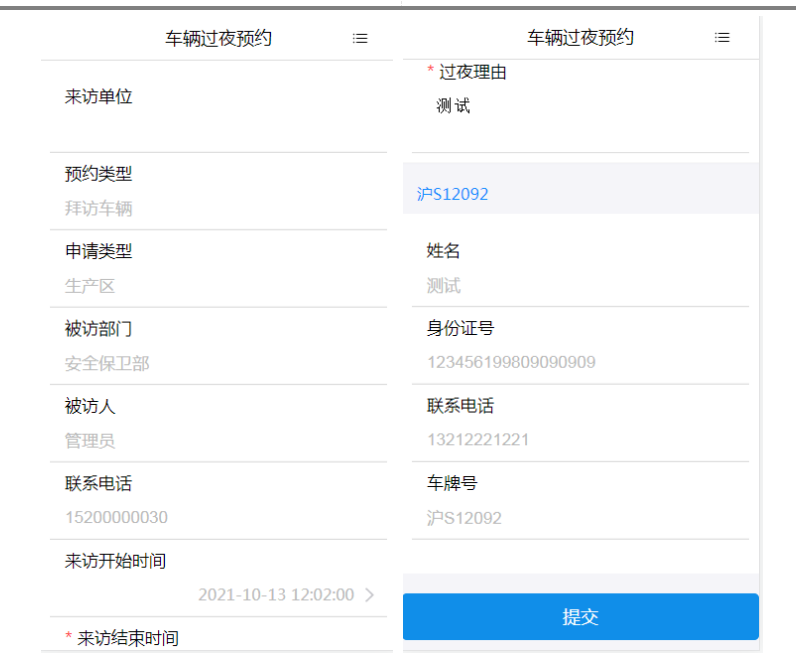 车辆过夜预约
来访单位
预约类型
拜访车辆
申请类型
生产区
被访部门
安全保卫部
被访人
管理员
联系电话
15200000030
来访开始时间
2021-10-13 12:02:00
* 来访结束时间
车辆过夜预约
* 过夜理由
测试
沪S12092
姓名
测试
身份证号
123456199809090909
联系电话
13212221221
车牌号
沪S12092
提交